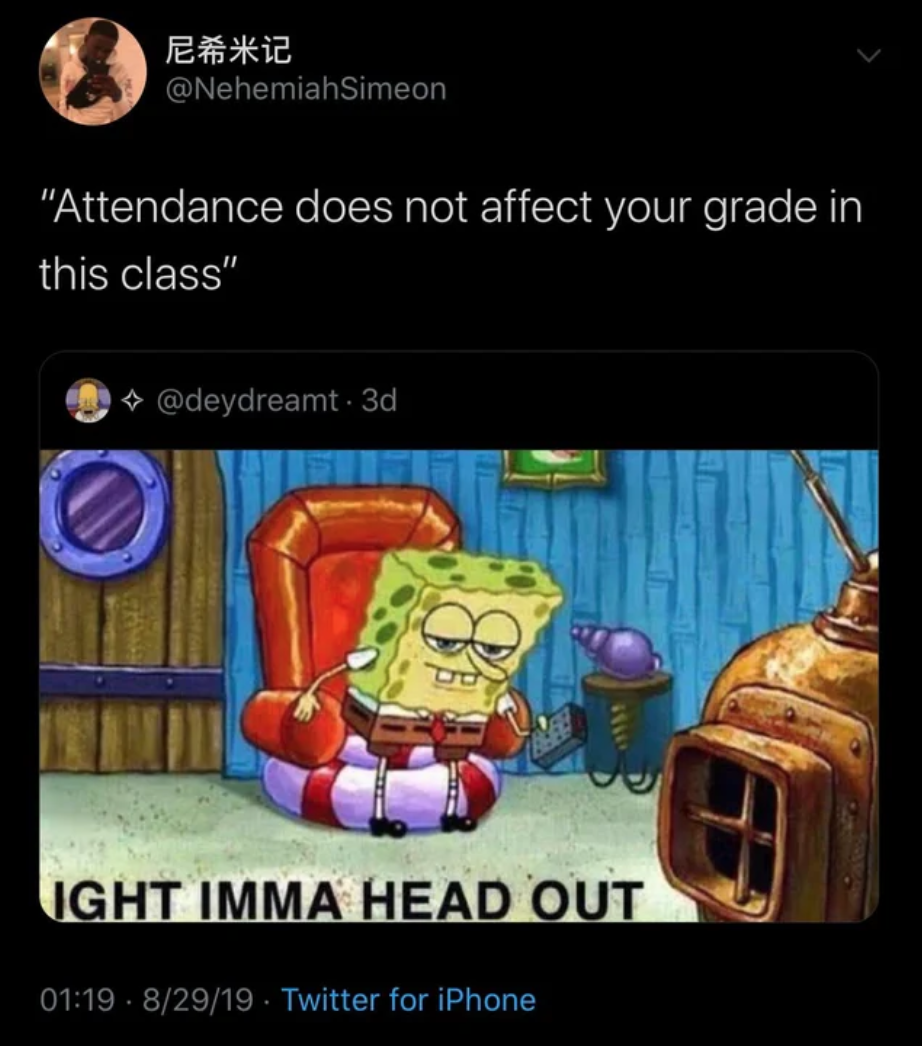 尼希米记
@NehemiahSimeon
“Attendance does not affect your grade in
this class”
✧ @deydreamt · 3d
IGHT IMMA HEAD OUT
01:19 · 8/29/19 · Twitter for iPhone